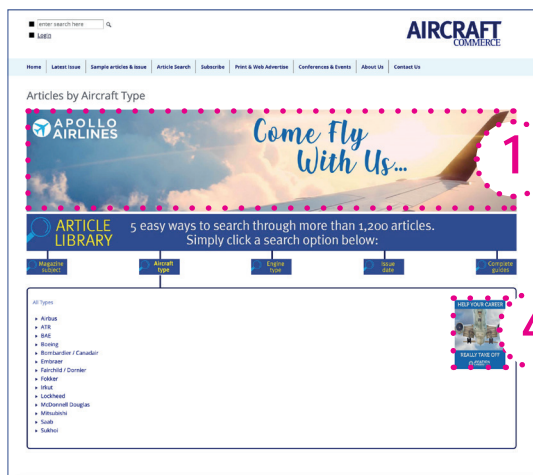 enter search here
Login
AIRCRAFT
COMMERCE
Home Latest Issue Sample articles & issue Article Search Subscribe Print & Web Advertise Conferences & Events About Us Contact Us
Articles by Aircraft Type
APOLLO
AIRLINES
Come Fly
With Us...
1
ARTICLE
LIBRARY
5 easy ways to search through more than 1,200 articles.
Simply click a search option below:
Magazine
subject
Aircraft
type
Engine
type
Issue
date
Complete
guides
All Types
Airbus
ATR
BAE
Boeing
Bombardier / Canadair
Embraer
Fairchild / Dornier
Fokker
Irkut
Lockheed
McDonnell Douglas
Mitsubishi
Saab
Sukhoi
HELP YOUR CAREER
REALLY TAKE OFF
4